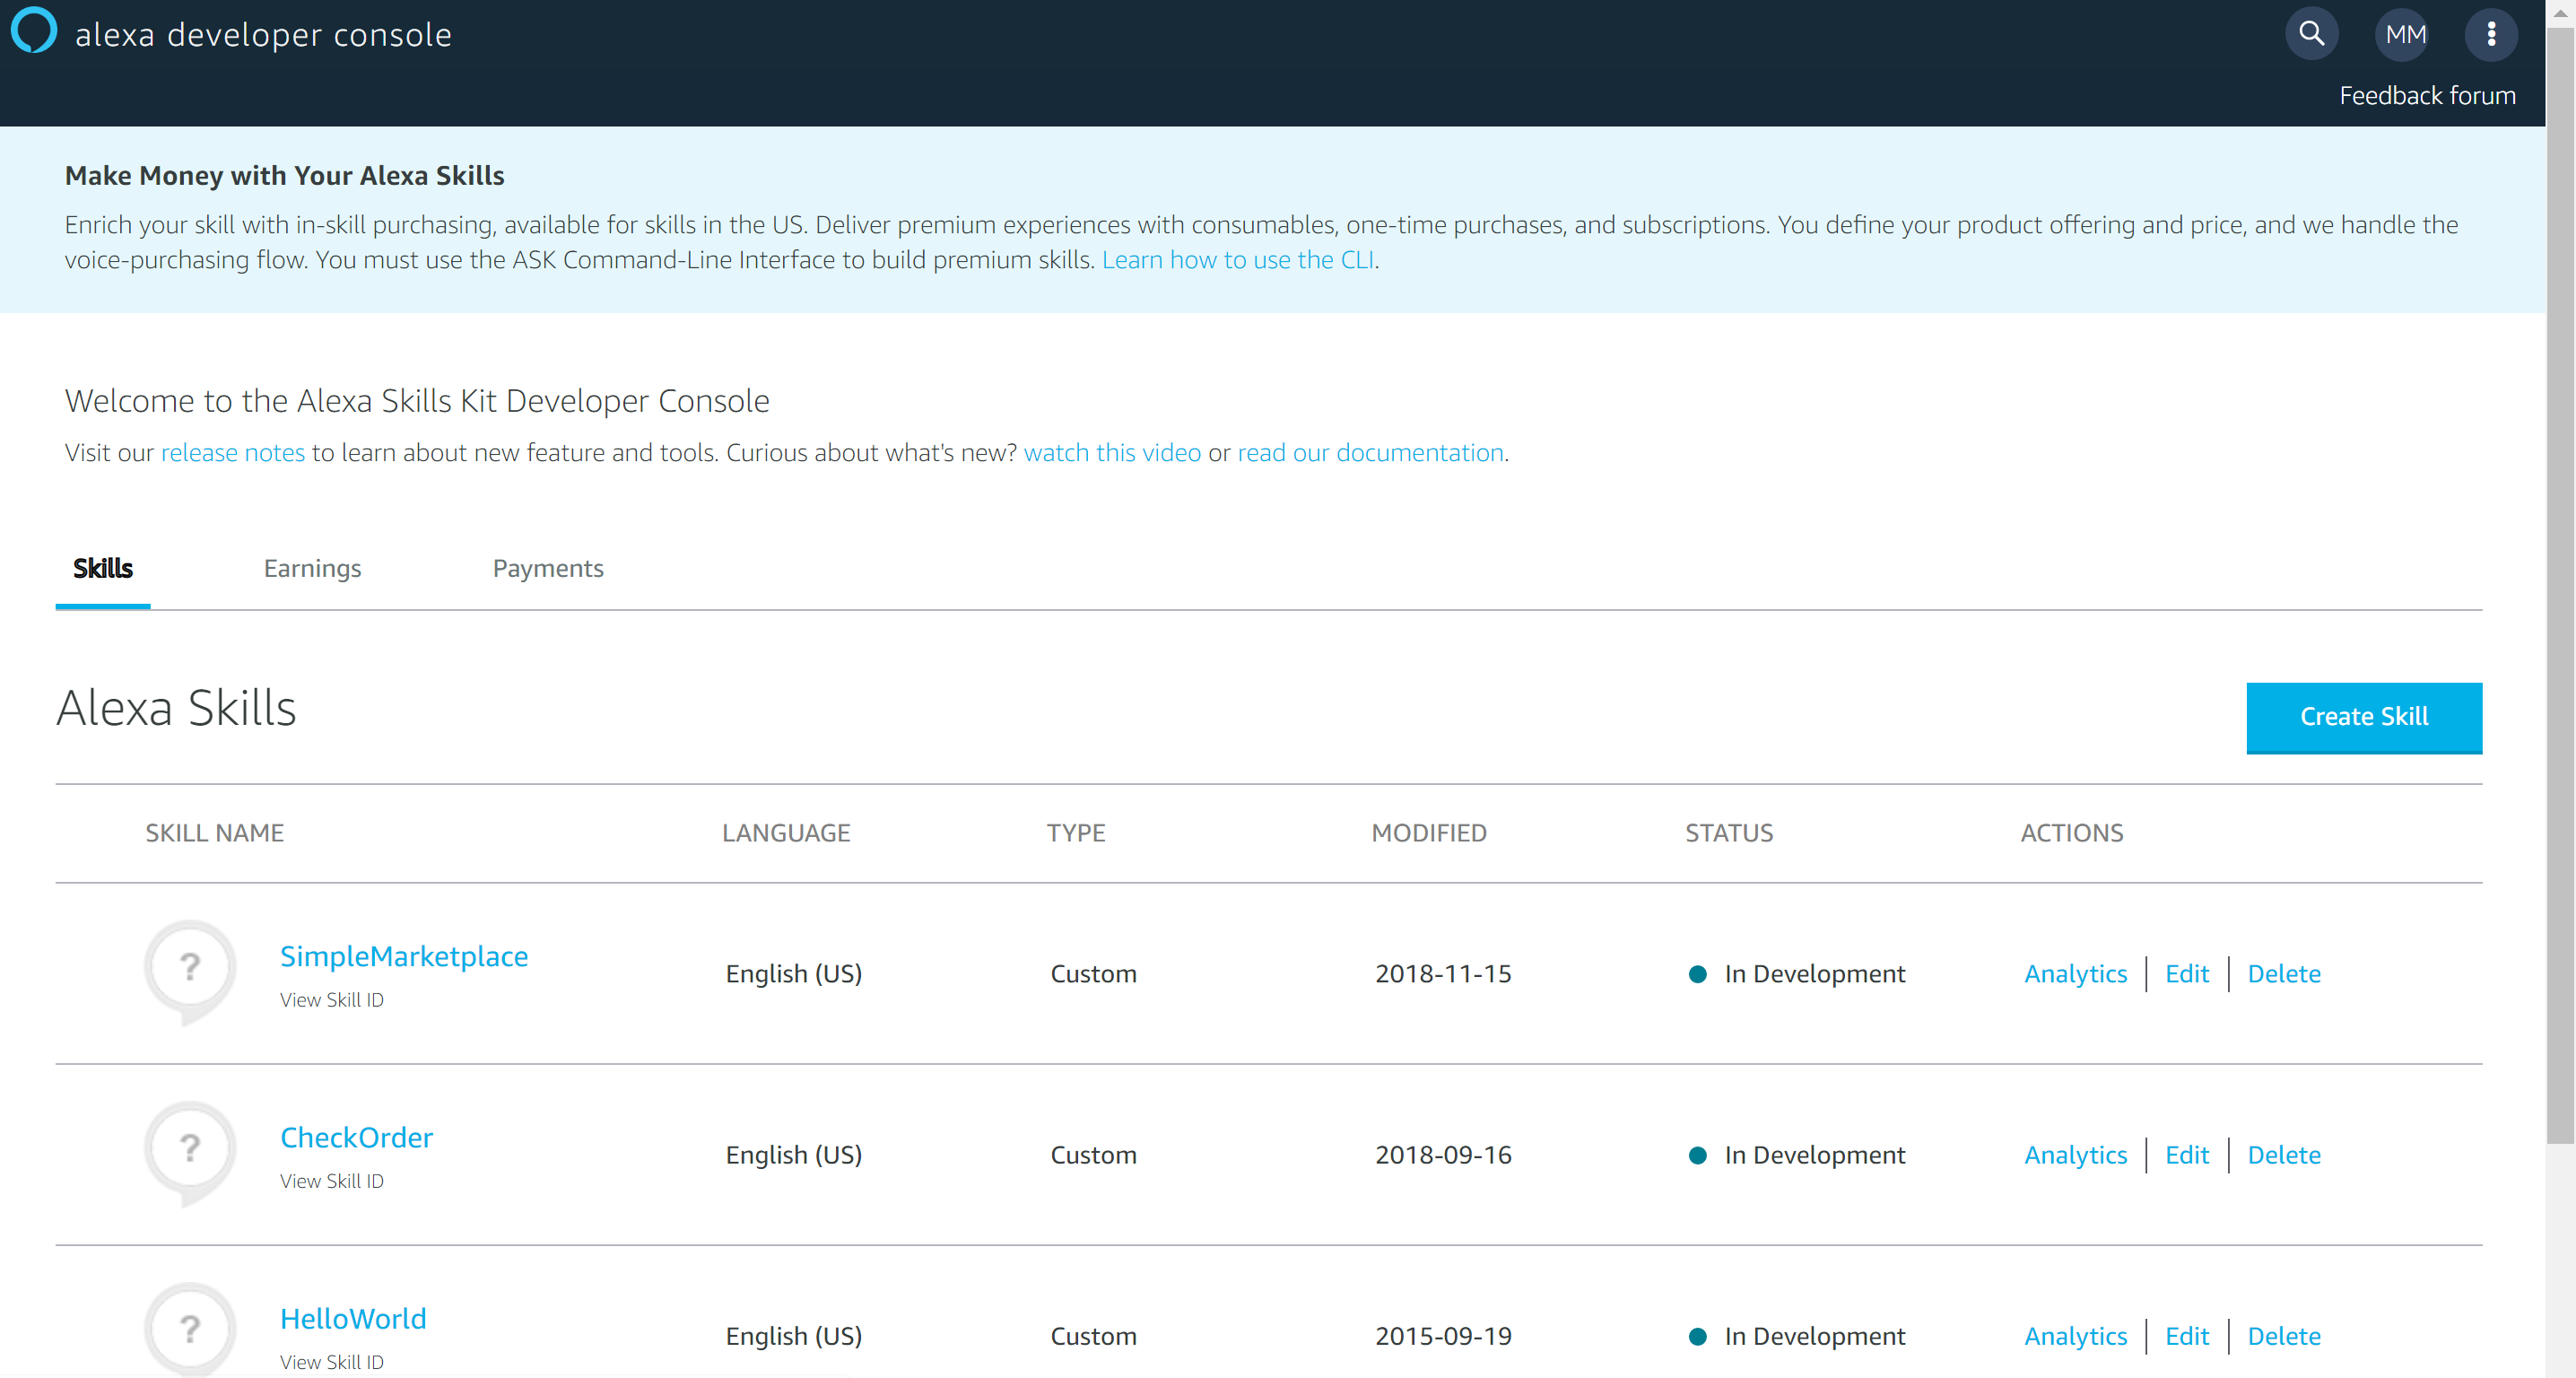 alexa developer console
MM
Feedback forum
Make Money with Your Alexa Skills
Enrich your skill with in-skill purchasing, available for skills in the US. Deliver premium experiences with consumables, one-time purchases, and subscriptions. You define your product offering and price, and we handle the
voice-purchasing flow. You must use the ASK Command-Line Interface to build premium skills. Learn how to use the CLI.
Welcome to the Alexa Skills Kit Developer Console
Visit our release notes to learn about new feature and tools. Curious about what's new? watch this video or read our documentation.
Skills Earnings Payments
Alexa Skills
Create Skill
SKILL NAME LANGUAGE TYPE MODIFIED STATUS ACTIONS
? SimpleMarketplace English (US) Custom 2018-11-15 In Development Analytics | Edit | Delete
View Skill ID
? CheckOrder English (US) Custom 2018-09-16 In Development Analytics | Edit | Delete
View Skill ID
? HelloWorld English (US) Custom 2015-09-19 In Development Analytics | Edit | Delete
View Skill ID